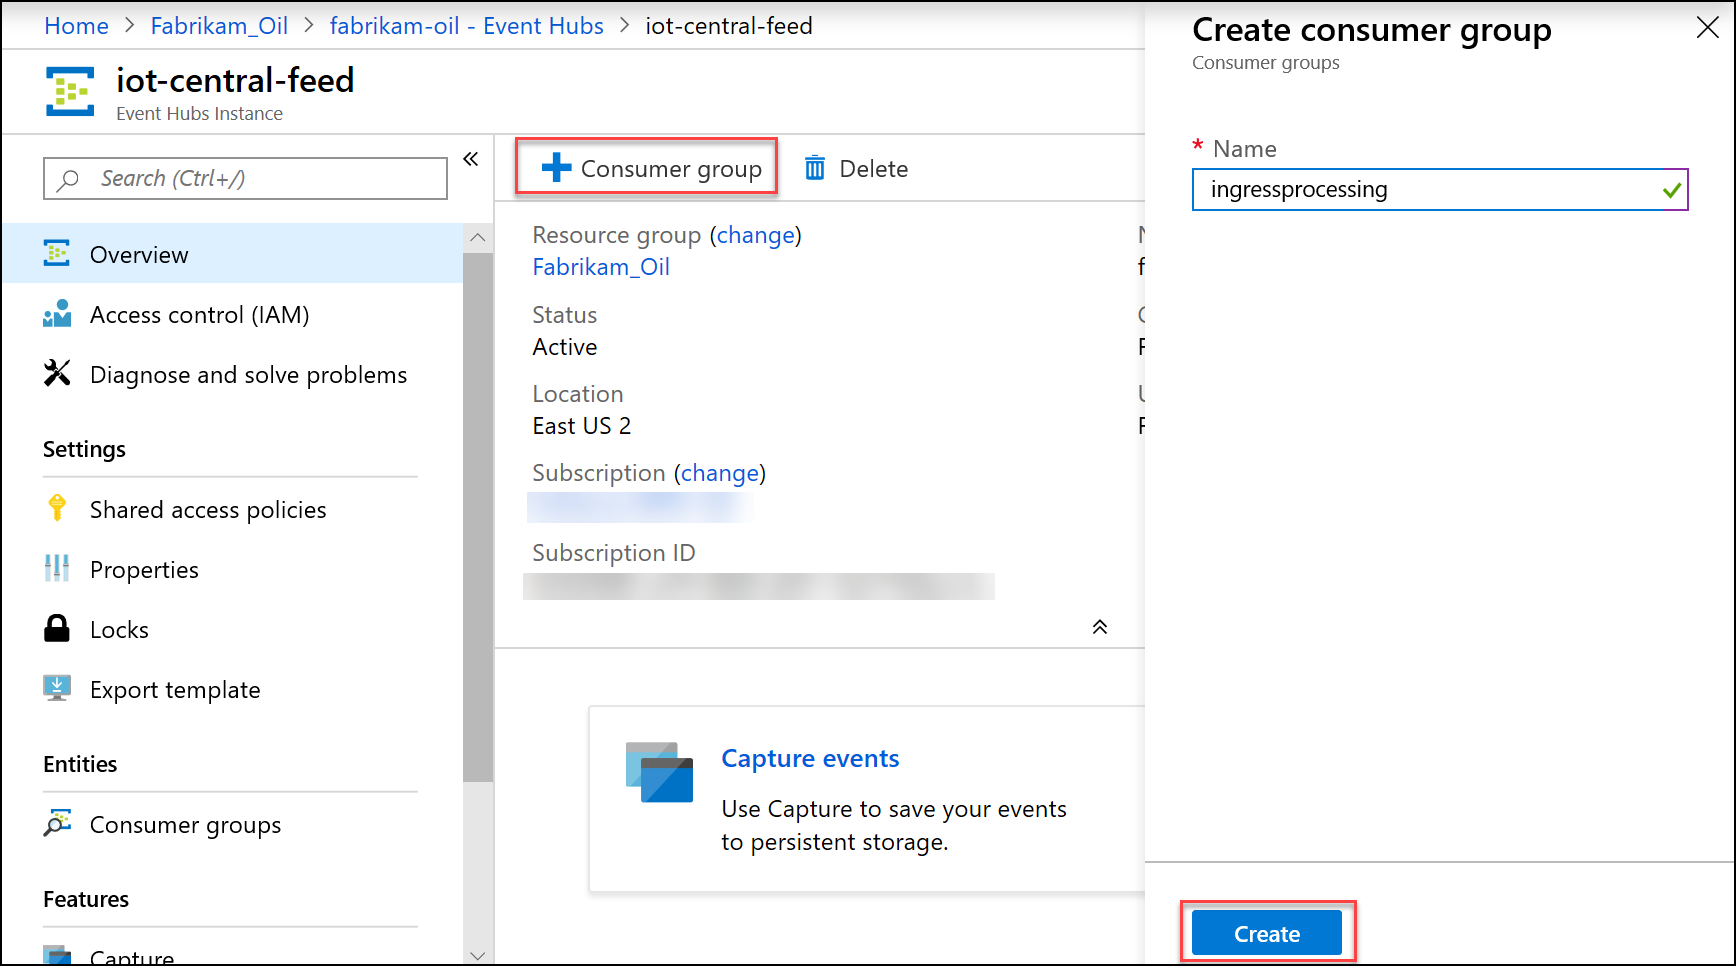 Home > Fabrikam_Oil > fabrikam-oil - Event Hubs > iot-central-feed
iot-central-feed
Event Hubs Instance
Search (Ctrl+/)
Overview
Access control (IAM)
Diagnose and solve problems
Settings
Shared access policies
Properties
Locks
Export template
Entities
Consumer groups
Features
Capture
Consumer group
Delete
Resource group (change)
Fabrikam_Oil
Status
Active
Location
East US 2
Subscription (change)
Subscription ID
Capture events
Use Capture to save your events
to persistent storage.
Create consumer group
Consumer groups
* Name
ingressprocessing
Create